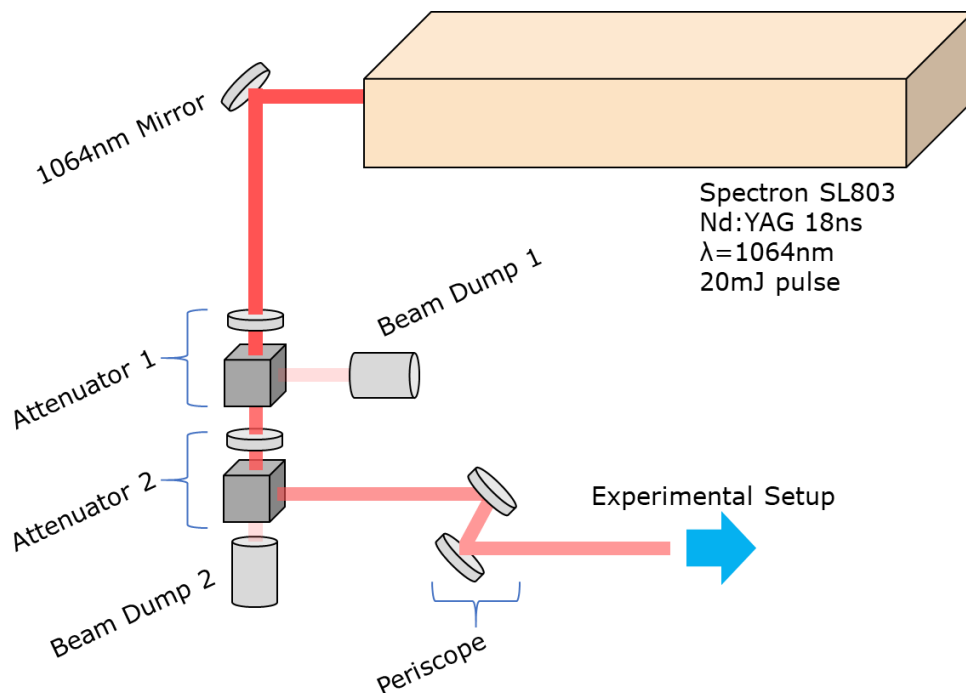 1064nm Mirror
Spectron SL803
Nd:YAG 18ns
λ=1064nm
20mJ pulse
Beam Dump 1
Attenuator 1
Attenuator 2
Experimental Setup
Beam Dump 2
Periscope